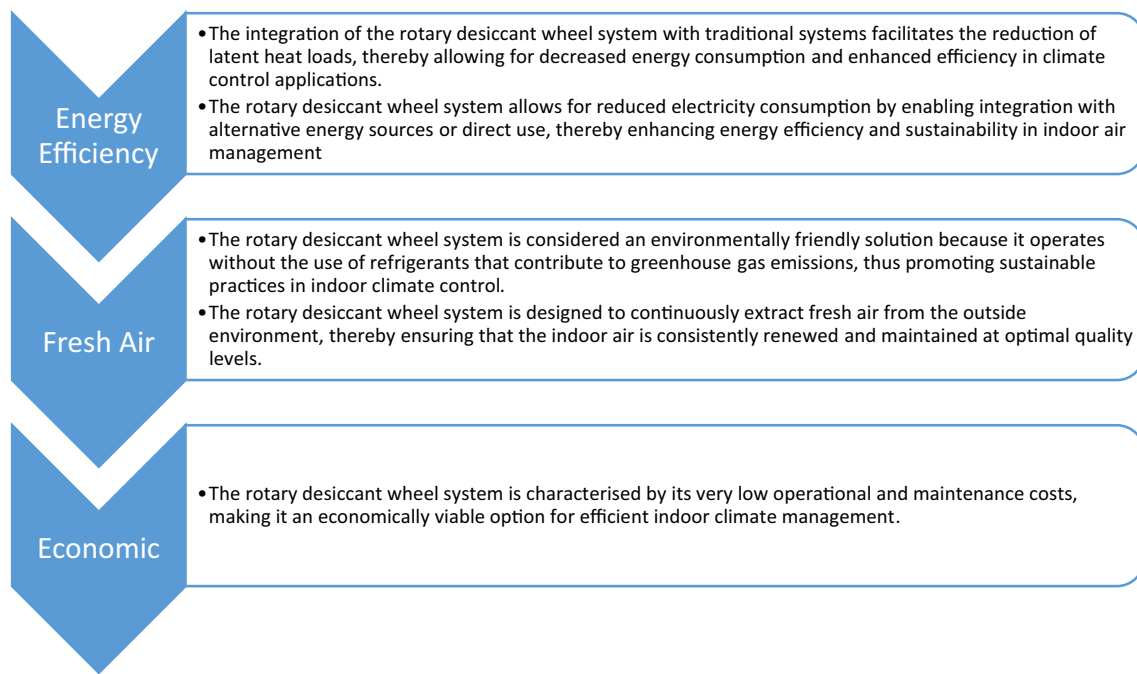 Energy
Efficiency
•The integration of the rotary desiccant wheel system with traditional systems facilitates the reduction of
latent heat loads, thereby allowing for decreased energy consumption and enhanced efficiency in climate
control applications.
•The rotary desiccant wheel system allows for reduced electricity consumption by enabling integration with
alternative energy sources or direct use, thereby enhancing energy efficiency and sustainability in indoor air
management
Fresh Air
•The rotary desiccant wheel system is considered an environmentally friendly solution because it operates
without the use of refrigerants that contribute to greenhouse gas emissions, thus promoting sustainable
practices in indoor climate control.
•The rotary desiccant wheel system is designed to continuously extract fresh air from the outside
environment, thereby ensuring that the indoor air is consistently renewed and maintained at optimal quality
levels.
Economic
•The rotary desiccant wheel system is characterised by its very low operational and maintenance costs,
making it an economically viable option for efficient indoor climate management.